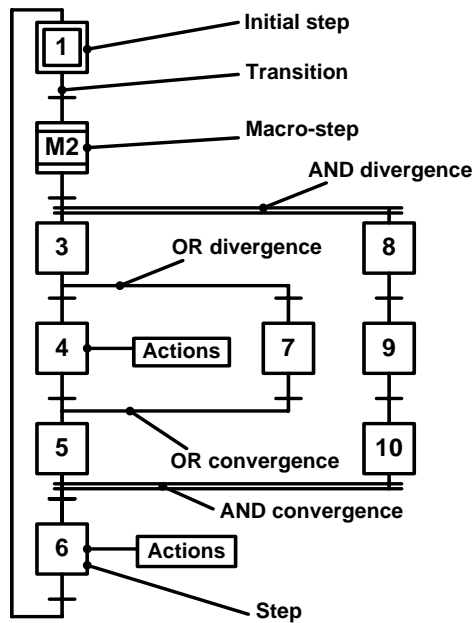 Initial step
1
Transition
Macro-step
M2
AND divergence
3
OR divergence
8
4
Actions
7
9
5
OR convergence
10
AND convergence
6
Actions
Step